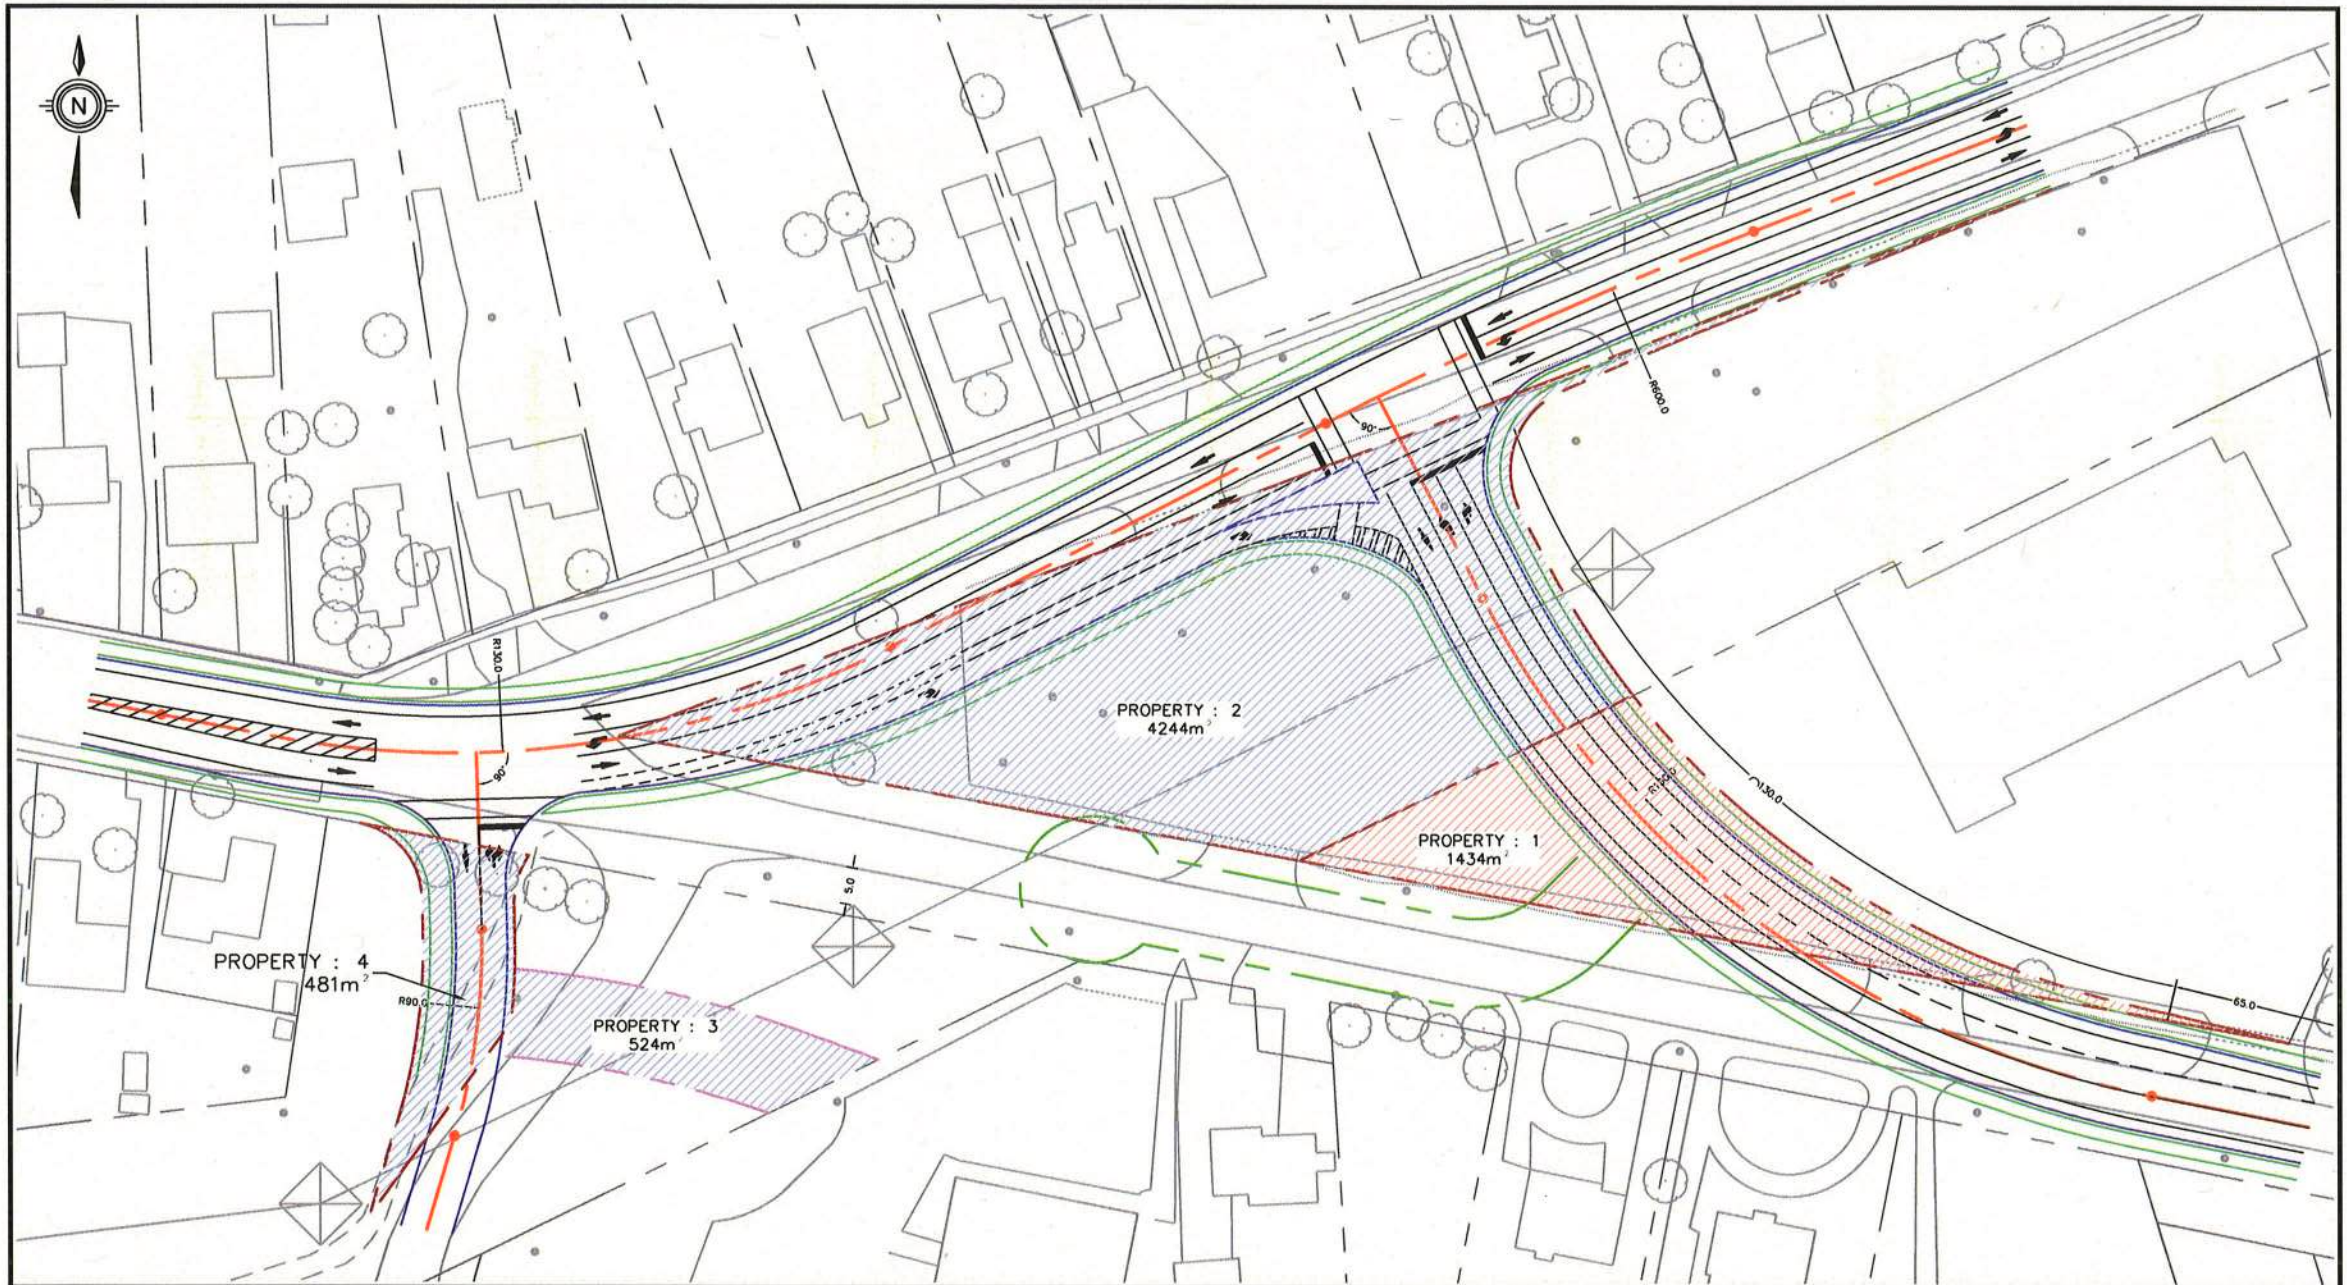 N
R600.0
90°
R130.0
PROPERTY : 2
4244m²
90°
130.0
PROPERTY : 1
1434m²
5.0
PROPERTY : 4
481m²
R90.0
65.0
PROPERTY : 3
524m²